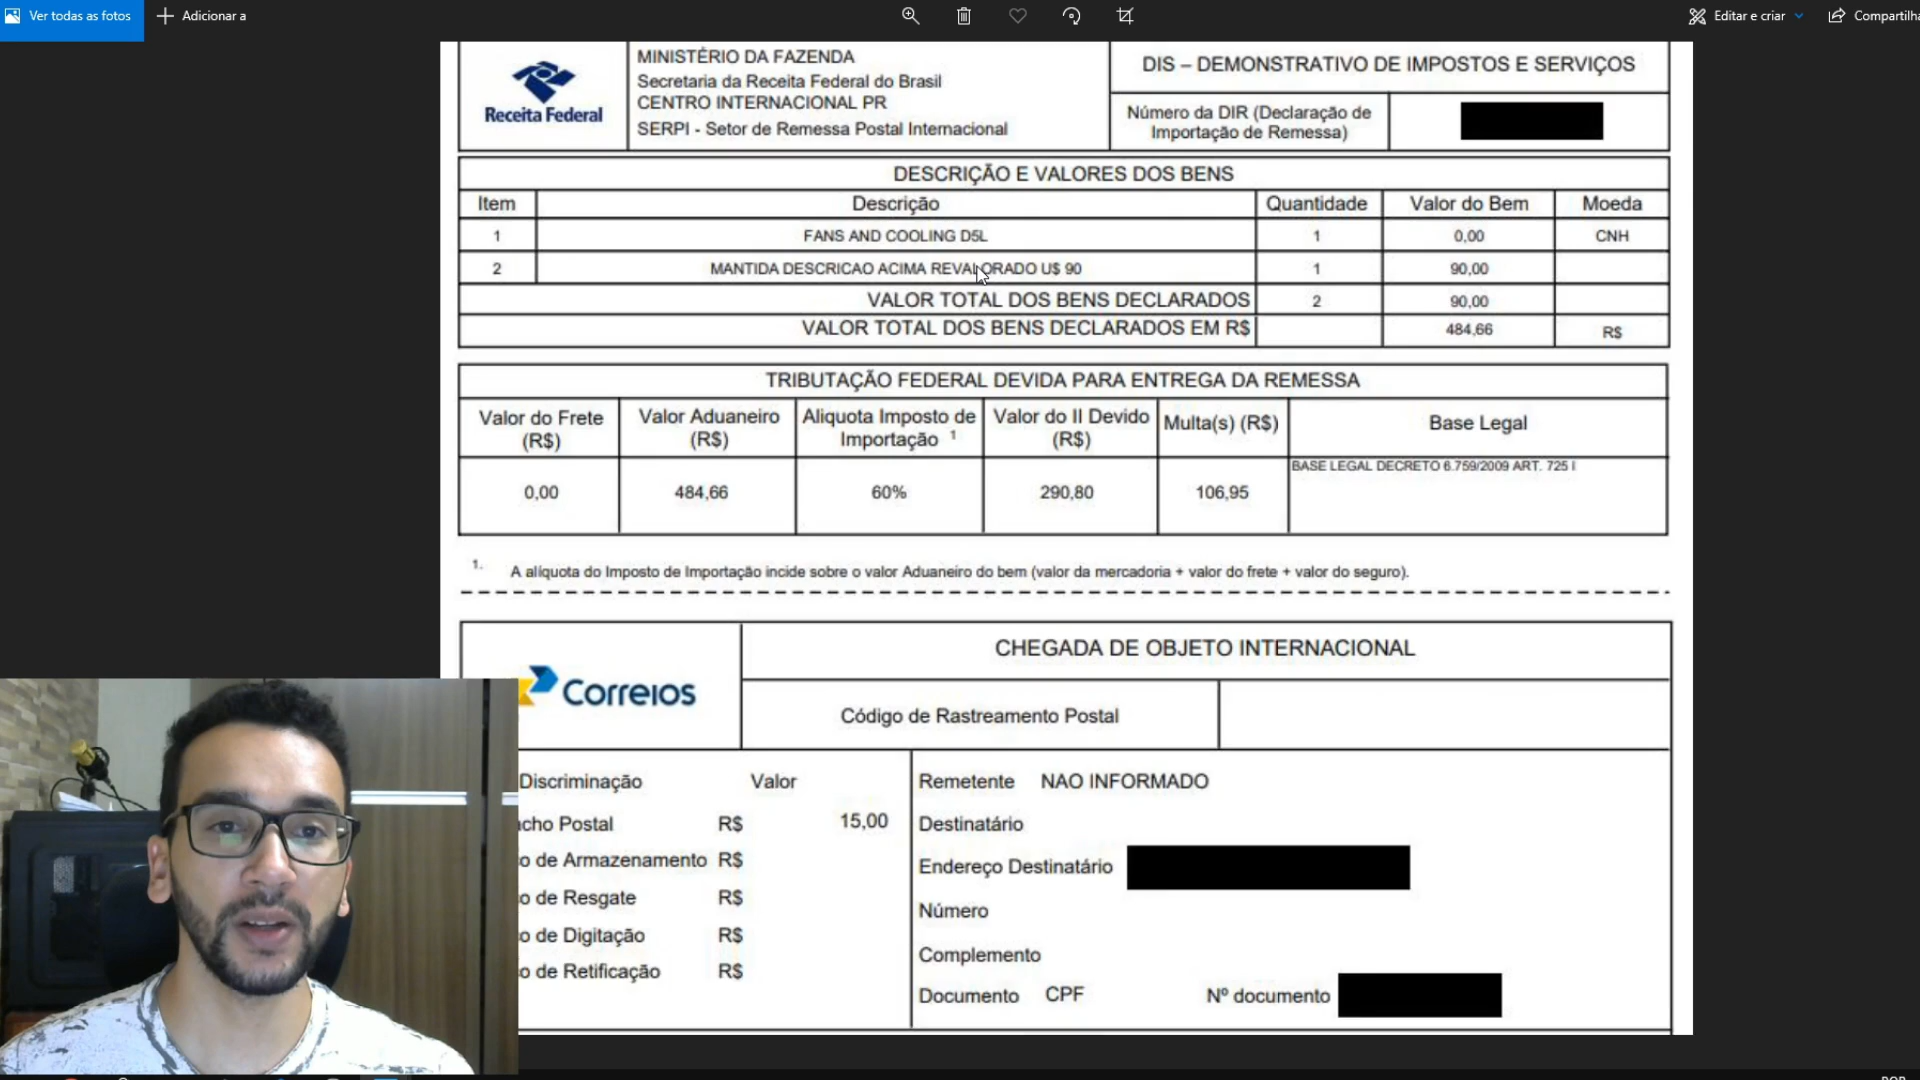 Ver todas as fotos
Adicionar a
Editar e criar
Compartilha
Receita Federal
MINISTÉRIO DA FAZENDA
Secretaria da Receita Federal do Brasil
CENTRO INTERNACIONAL PR
SERPI - Setor de Remessa Postal Internacional
DIS – DEMONSTRATIVO DE IMPOSTOS E SERVIÇOS
Número da DIR (Declaração de
Importação de Remessa)
DESCRIÇÃO E VALORES DOS BENS
Item Descrição Quantidade Valor do Bem Moeda
1 FANS AND COOLING D5L 1 0,00 CNH
2 MANTIDA DESCRICAO ACIMA REVALORADO U$ 90 1 90,00
VALOR TOTAL DOS BENS DECLARADOS 2 90,00
VALOR TOTAL DOS BENS DECLARADOS EM R$ 484,66 R$
TRIBUTAÇÃO FEDERAL DEVIDA PARA ENTREGA DA REMESSA
Valor do Frete
(R$)
Valor Aduaneiro
(R$)
Aliquota Imposto de
Importação 1
Valor do II Devido
(R$)
Multa(s) (R$)
Base Legal
0,00 484,66 60% 290,80 106,95
BASE LEGAL DECRETO 6.759/2009 ART. 725 I
1. A alíquota do Imposto de Importação incide sobre o valor Aduaneiro do bem (valor da mercadoria + valor do frete + valor do seguro).
Correios
CHEGADA DE OBJETO INTERNACIONAL
Código de Rastreamento Postal
Discriminação Valor
cho Postal R$ 15,00
o de Armazenamento R$
o de Resgate R$
o de Digitação R$
o de Retificação R$
Remetente NAO INFORMADO
Destinatário
Endereço Destinatário
Número
Complemento
Documento CPF Nº documento